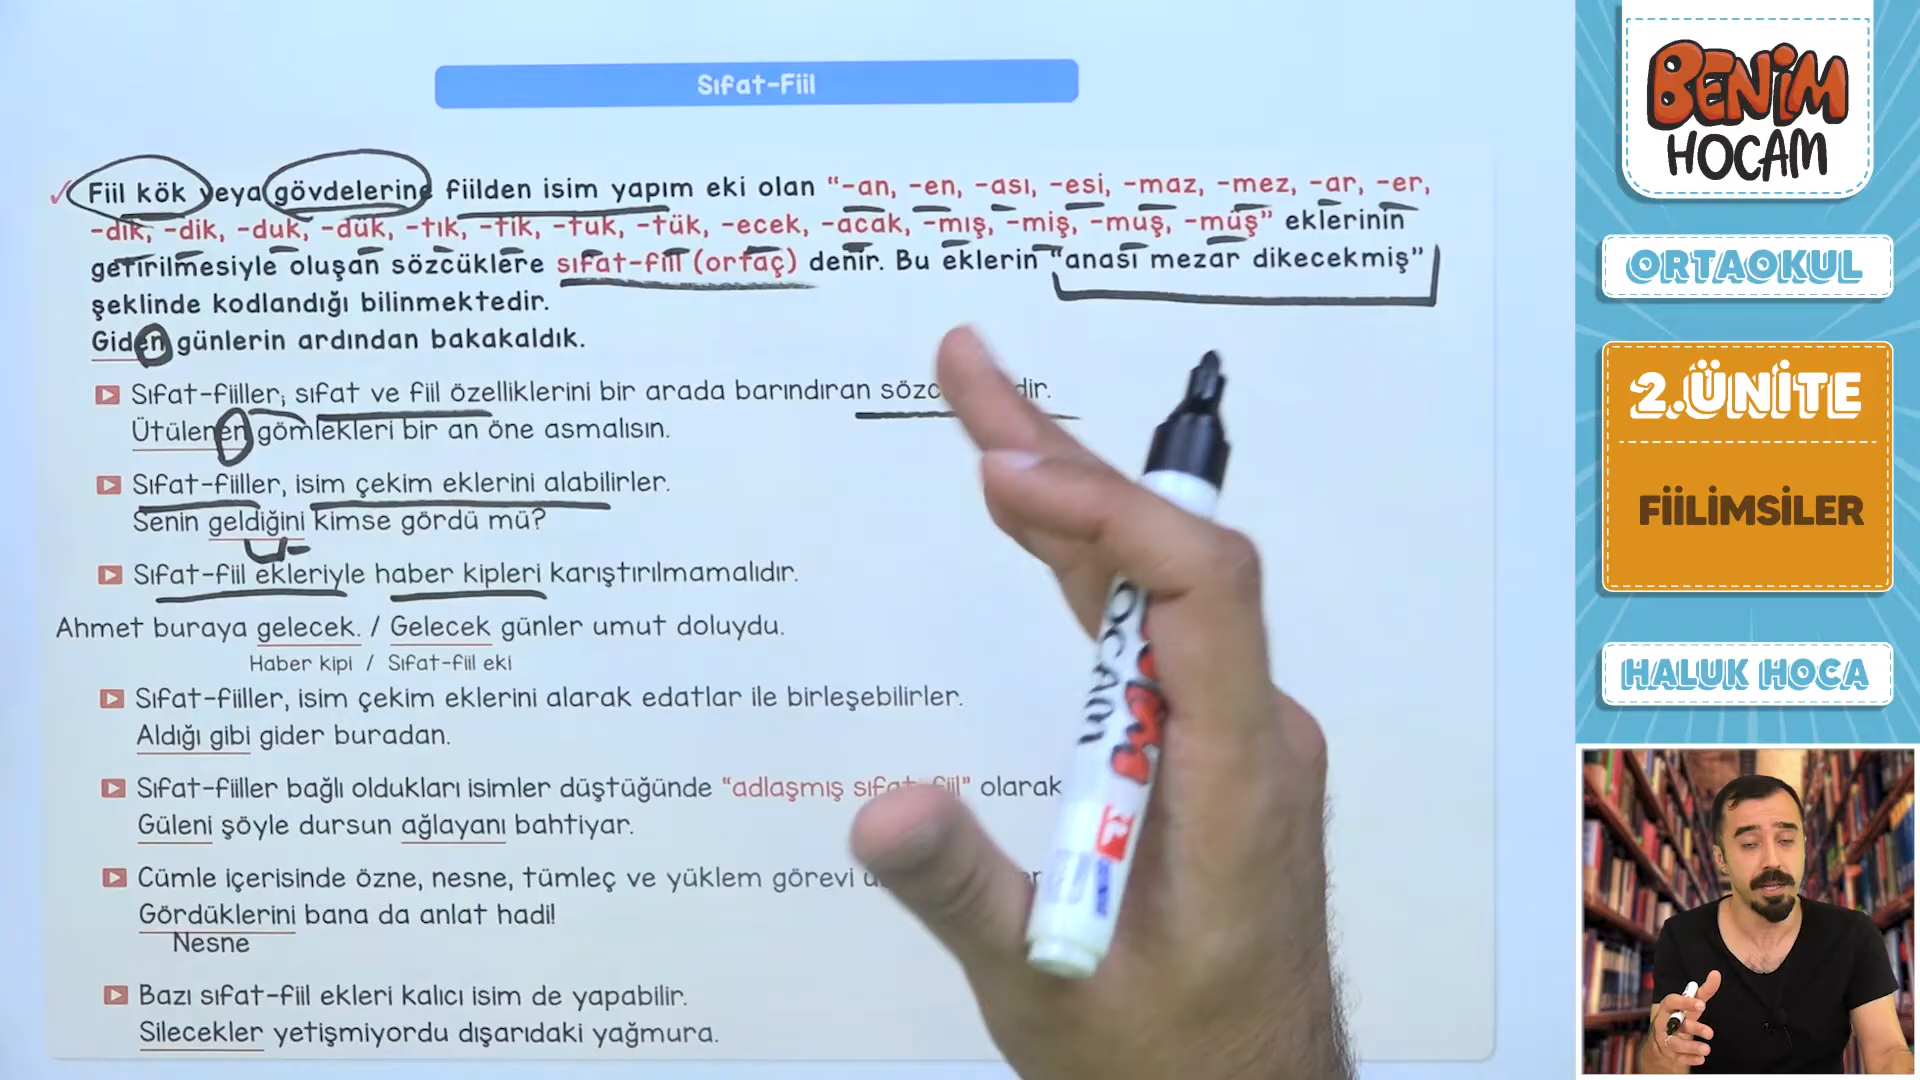 Sıfat-Fiil
Fiil kök veya gövdelerine fiilden isim yapım eki olan “-an, -en, -ası, -esi, -maz, -mez, -ar, -er,
-dık, -dik, -duk, -dük, -tık, -tik, -tuk, -tük, -ecek, -acak, -mış, -miş, -muş, -müş” eklerinin
getirilmesiyle oluşan sözcüklere sıfat-fiil (ortaç) denir. Bu eklerin “anası mezar dikecekmiş”
şeklinde kodlandığı bilinmektedir.
Giden günlerin ardından bakakaldık.
Sıfat-fiiller; sıfat ve fiil özelliklerini bir arada barındıran
Ütülenen gömlekleri bir an öne asmalısın.
Sıfat-fiiller, isim çekim eklerini alabilirler.
Senin geldiğini kimse gördü mü?
Sıfat-fiil ekleriyle haber kipleri karıştırılmamalıdır.
Ahmet buraya gelecek. / Gelecek günler umut doluydu.
Haber kipi / Sıfat-fiil eki
Sıfat-fiiller, isim çekim eklerini alarak edatlar ile birleşebilirler.
Aldığı gibi gider buradan.
Sıfat-fiiller bağlı oldukları isimler düştüğünde “adlaşmış sıfat-fiil” olarak
Güleni şöyle dursun ağlayanı bahtiyar.
Cümle içerisinde özne, nesne, tümleç ve yüklem görevi
Gördüklerini bana da anlat hadi!
Nesne
Bazı sıfat-fiil ekleri kalıcı isim de yapabilir.
Silecekler yetişmiyordu dışarıdaki yağmura.
BENİM
HOCAM
ORTAOKUL
2.ÜNİTE
FİİLİMSİLER
HALUK HOCA